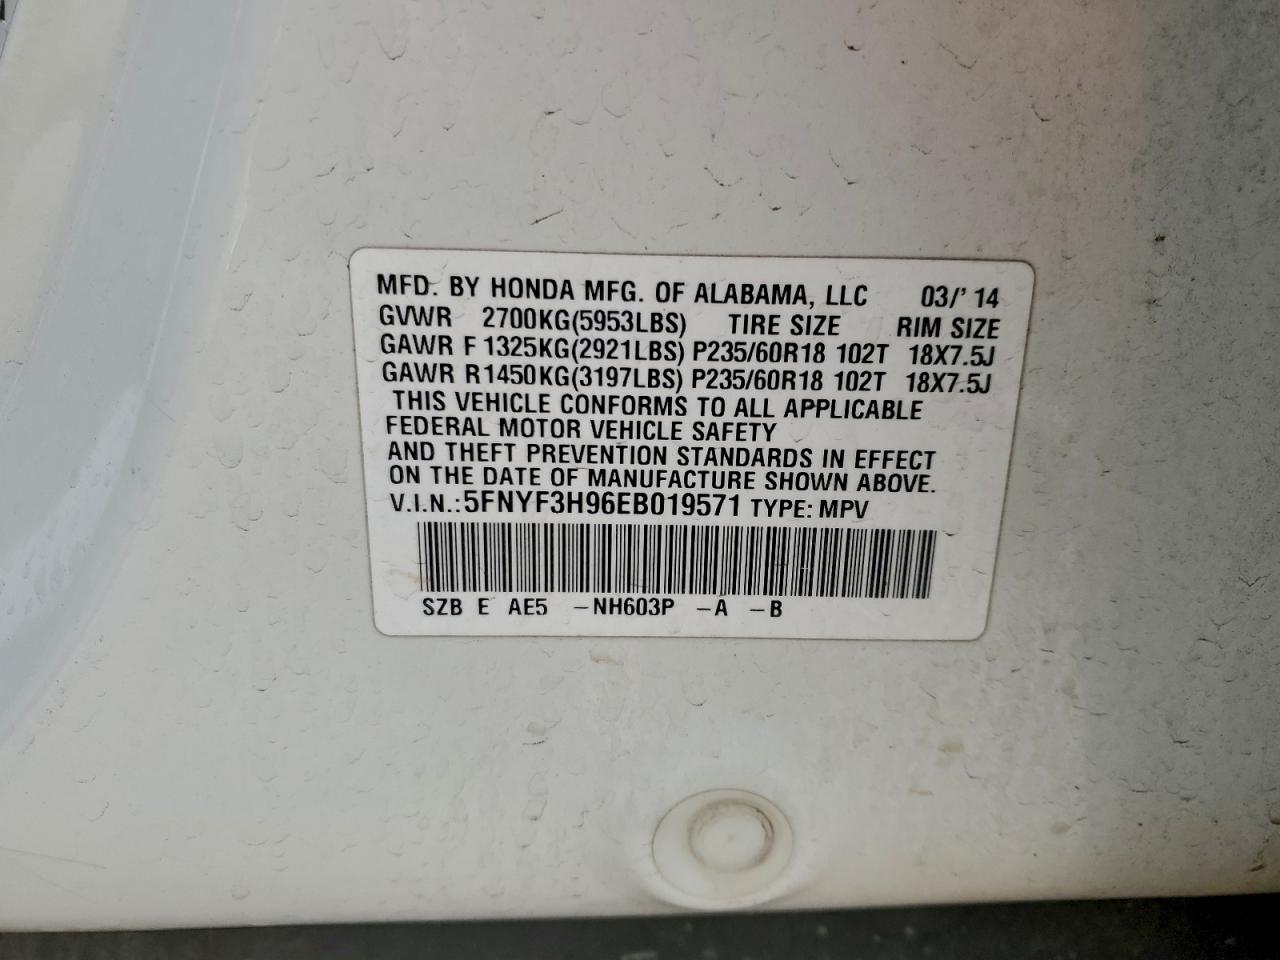 MFD. BY HONDA MFG. OF ALABAMA, LLC 03/' 14
GVWR 2700KG(5953LBS) TIRE SIZE RIM SIZE
GAWR F 1325KG(2921LBS) P235/60R18 102T 18X7.5J
GAWR R1450KG(3197LBS) P235/60R18 102T 18X7.5J
THIS VEHICLE CONFORMS TO ALL APPLICABLE
FEDERAL MOTOR VEHICLE SAFETY
AND THEFT PREVENTION STANDARDS IN EFFECT
ON THE DATE OF MANUFACTURE SHOWN ABOVE.
V.I.N.:5FNYF3H96EB019571 TYPE: MPV
SZB E AE5 -NH603P -A -B